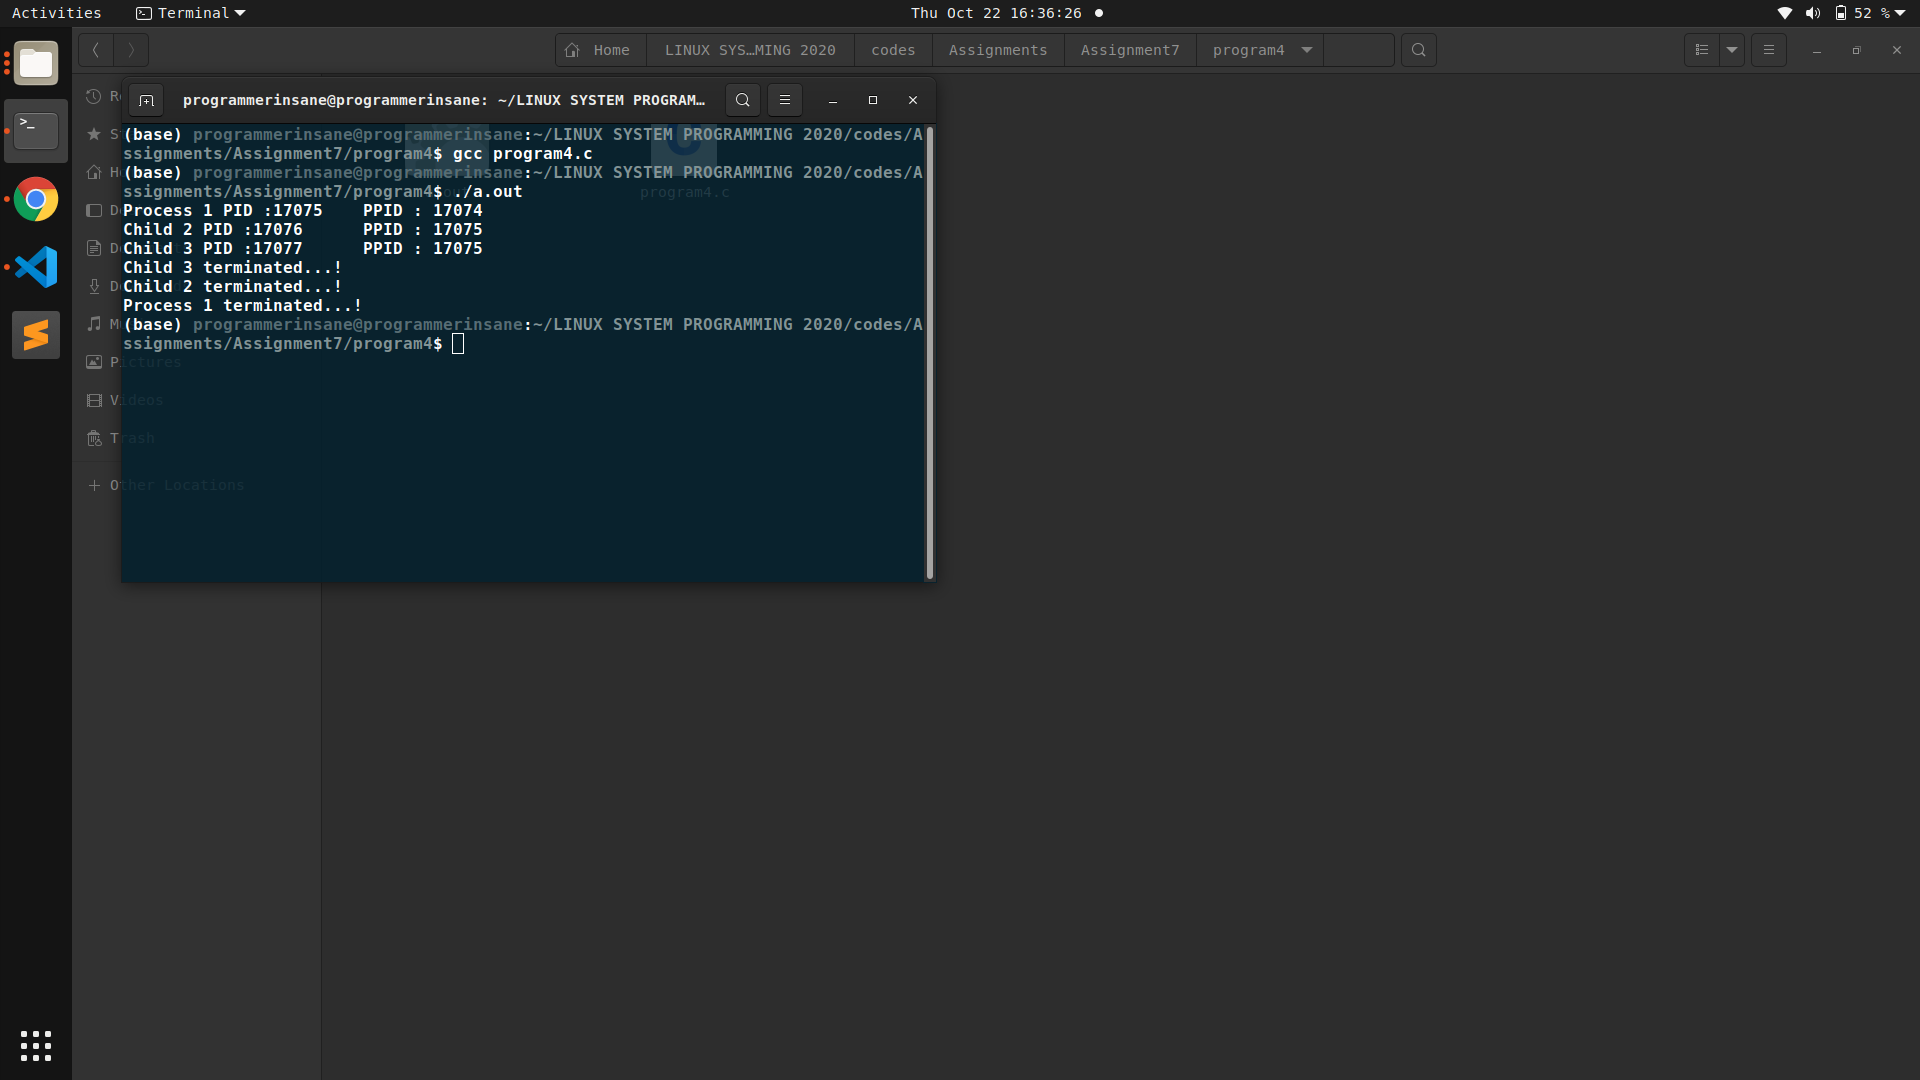 Activities
Terminal
Thu Oct 22 16:36:26
52 %
Home
LINUX SYS…MING 2020
codes
Assignments
Assignment7
program4
programmerinsane@programmerinsane: ~/LINUX SYSTEM PROGRAM…
(base) programmerinsane@programmerinsane:~/LINUX SYSTEM PROGRAMMING 2020/codes/A
ssignments/Assignment7/program4$ gcc program4.c
(base) programmerinsane@programmerinsane:~/LINUX SYSTEM PROGRAMMING 2020/codes/A
ssignments/Assignment7/program4$ ./a.out
Process 1 PID :17075    PPID : 17074
Child 2 PID :17076      PPID : 17075
Child 3 PID :17077      PPID : 17075
Child 3 terminated...!
Child 2 terminated...!
Process 1 terminated...!
(base) programmerinsane@programmerinsane:~/LINUX SYSTEM PROGRAMMING 2020/codes/A
ssignments/Assignment7/program4$
program4.c
Pictures
Videos
Trash
Other Locations